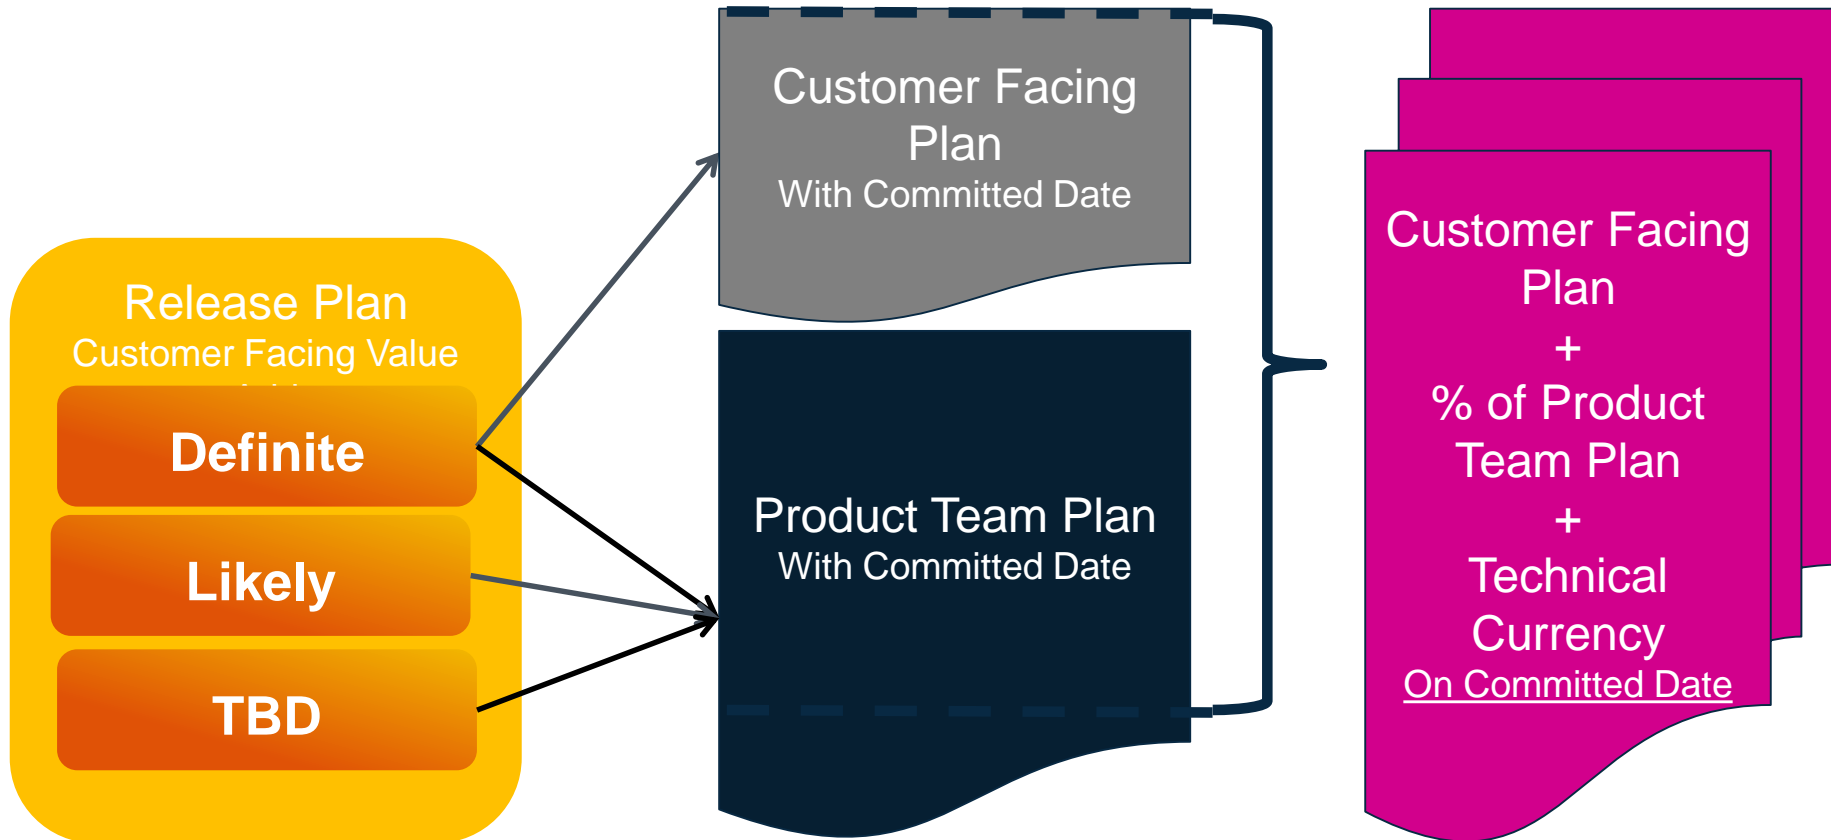 Release Plan
Customer Facing Value
Definite
Likely
TBD
Customer Facing
Plan
With Committed Date
Product Team Plan
With Committed Date
Customer Facing
Plan
+
% of Product
Team Plan
+
Technical
Currency
On Committed Date